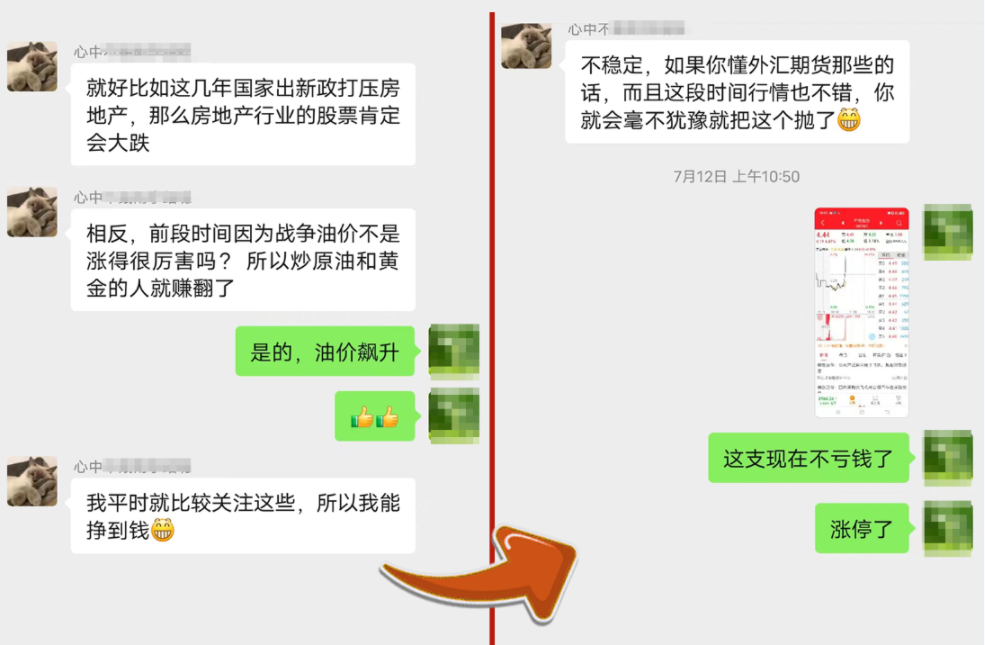 心中
就好比如这几年国家出新政打压房
地产，那么房地产行业的股票肯定
会大跌
心中
相反，前段时间因为战争油价不是
涨得很厉害吗？ 所以炒原油和黄
金的人就赚翻了
是的，油价飙升
心中
我平时就比较关注这些，所以我能
挣到钱
心中不
不稳定，如果你懂外汇期货那些的
话，而且这段时间行情也不错，你
就会毫不犹豫就把这个抛了
7月12日 上午10:50
4.44
这支现在不亏钱了
涨停了